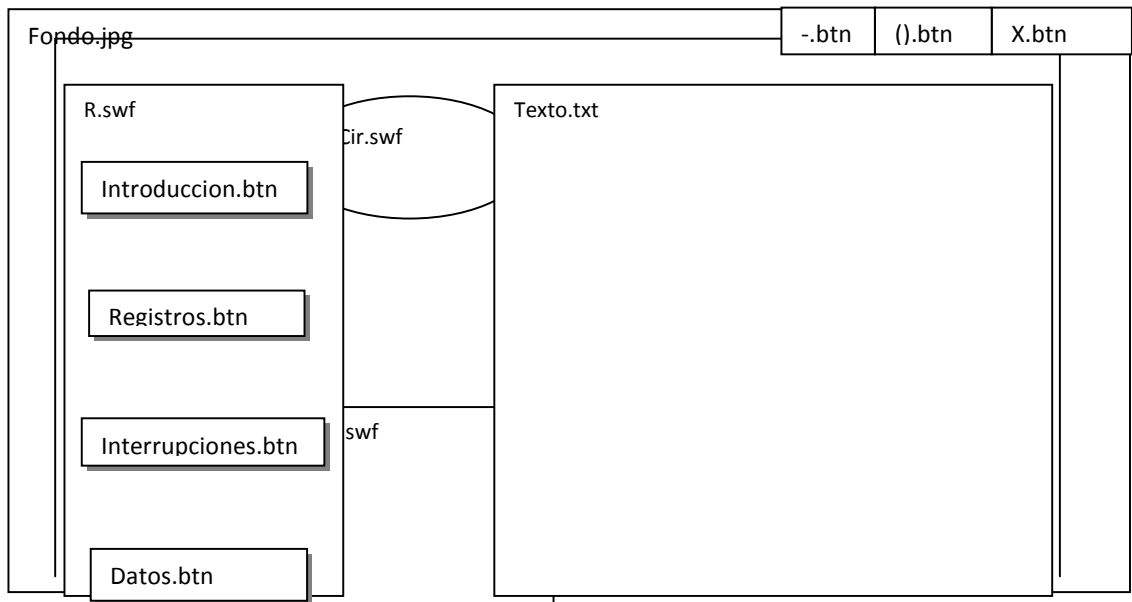 Fondo.jpg
-.btn
().btn
X.btn
R.swf
Cir.swf
Texto.txt
Introduccion.btn
Registros.btn
Interrupciones.btn
swf
Datos.btn